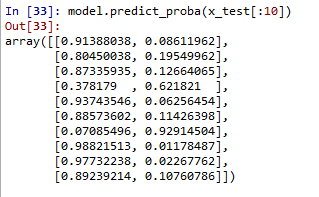 In [33]: model.predict_proba(x_test[:10])
Out[33]:
array([[0.91388038, 0.08611962],
[0.80450038, 0.19549962],
[0.87335935, 0.12664065],
[0.378179  , 0.621821  ],
[0.93743546, 0.06256454],
[0.88573602, 0.11426398],
[0.07085496, 0.92914504],
[0.98821513, 0.01178487],
[0.97732238, 0.02267762],
[0.89239214, 0.10760786]])